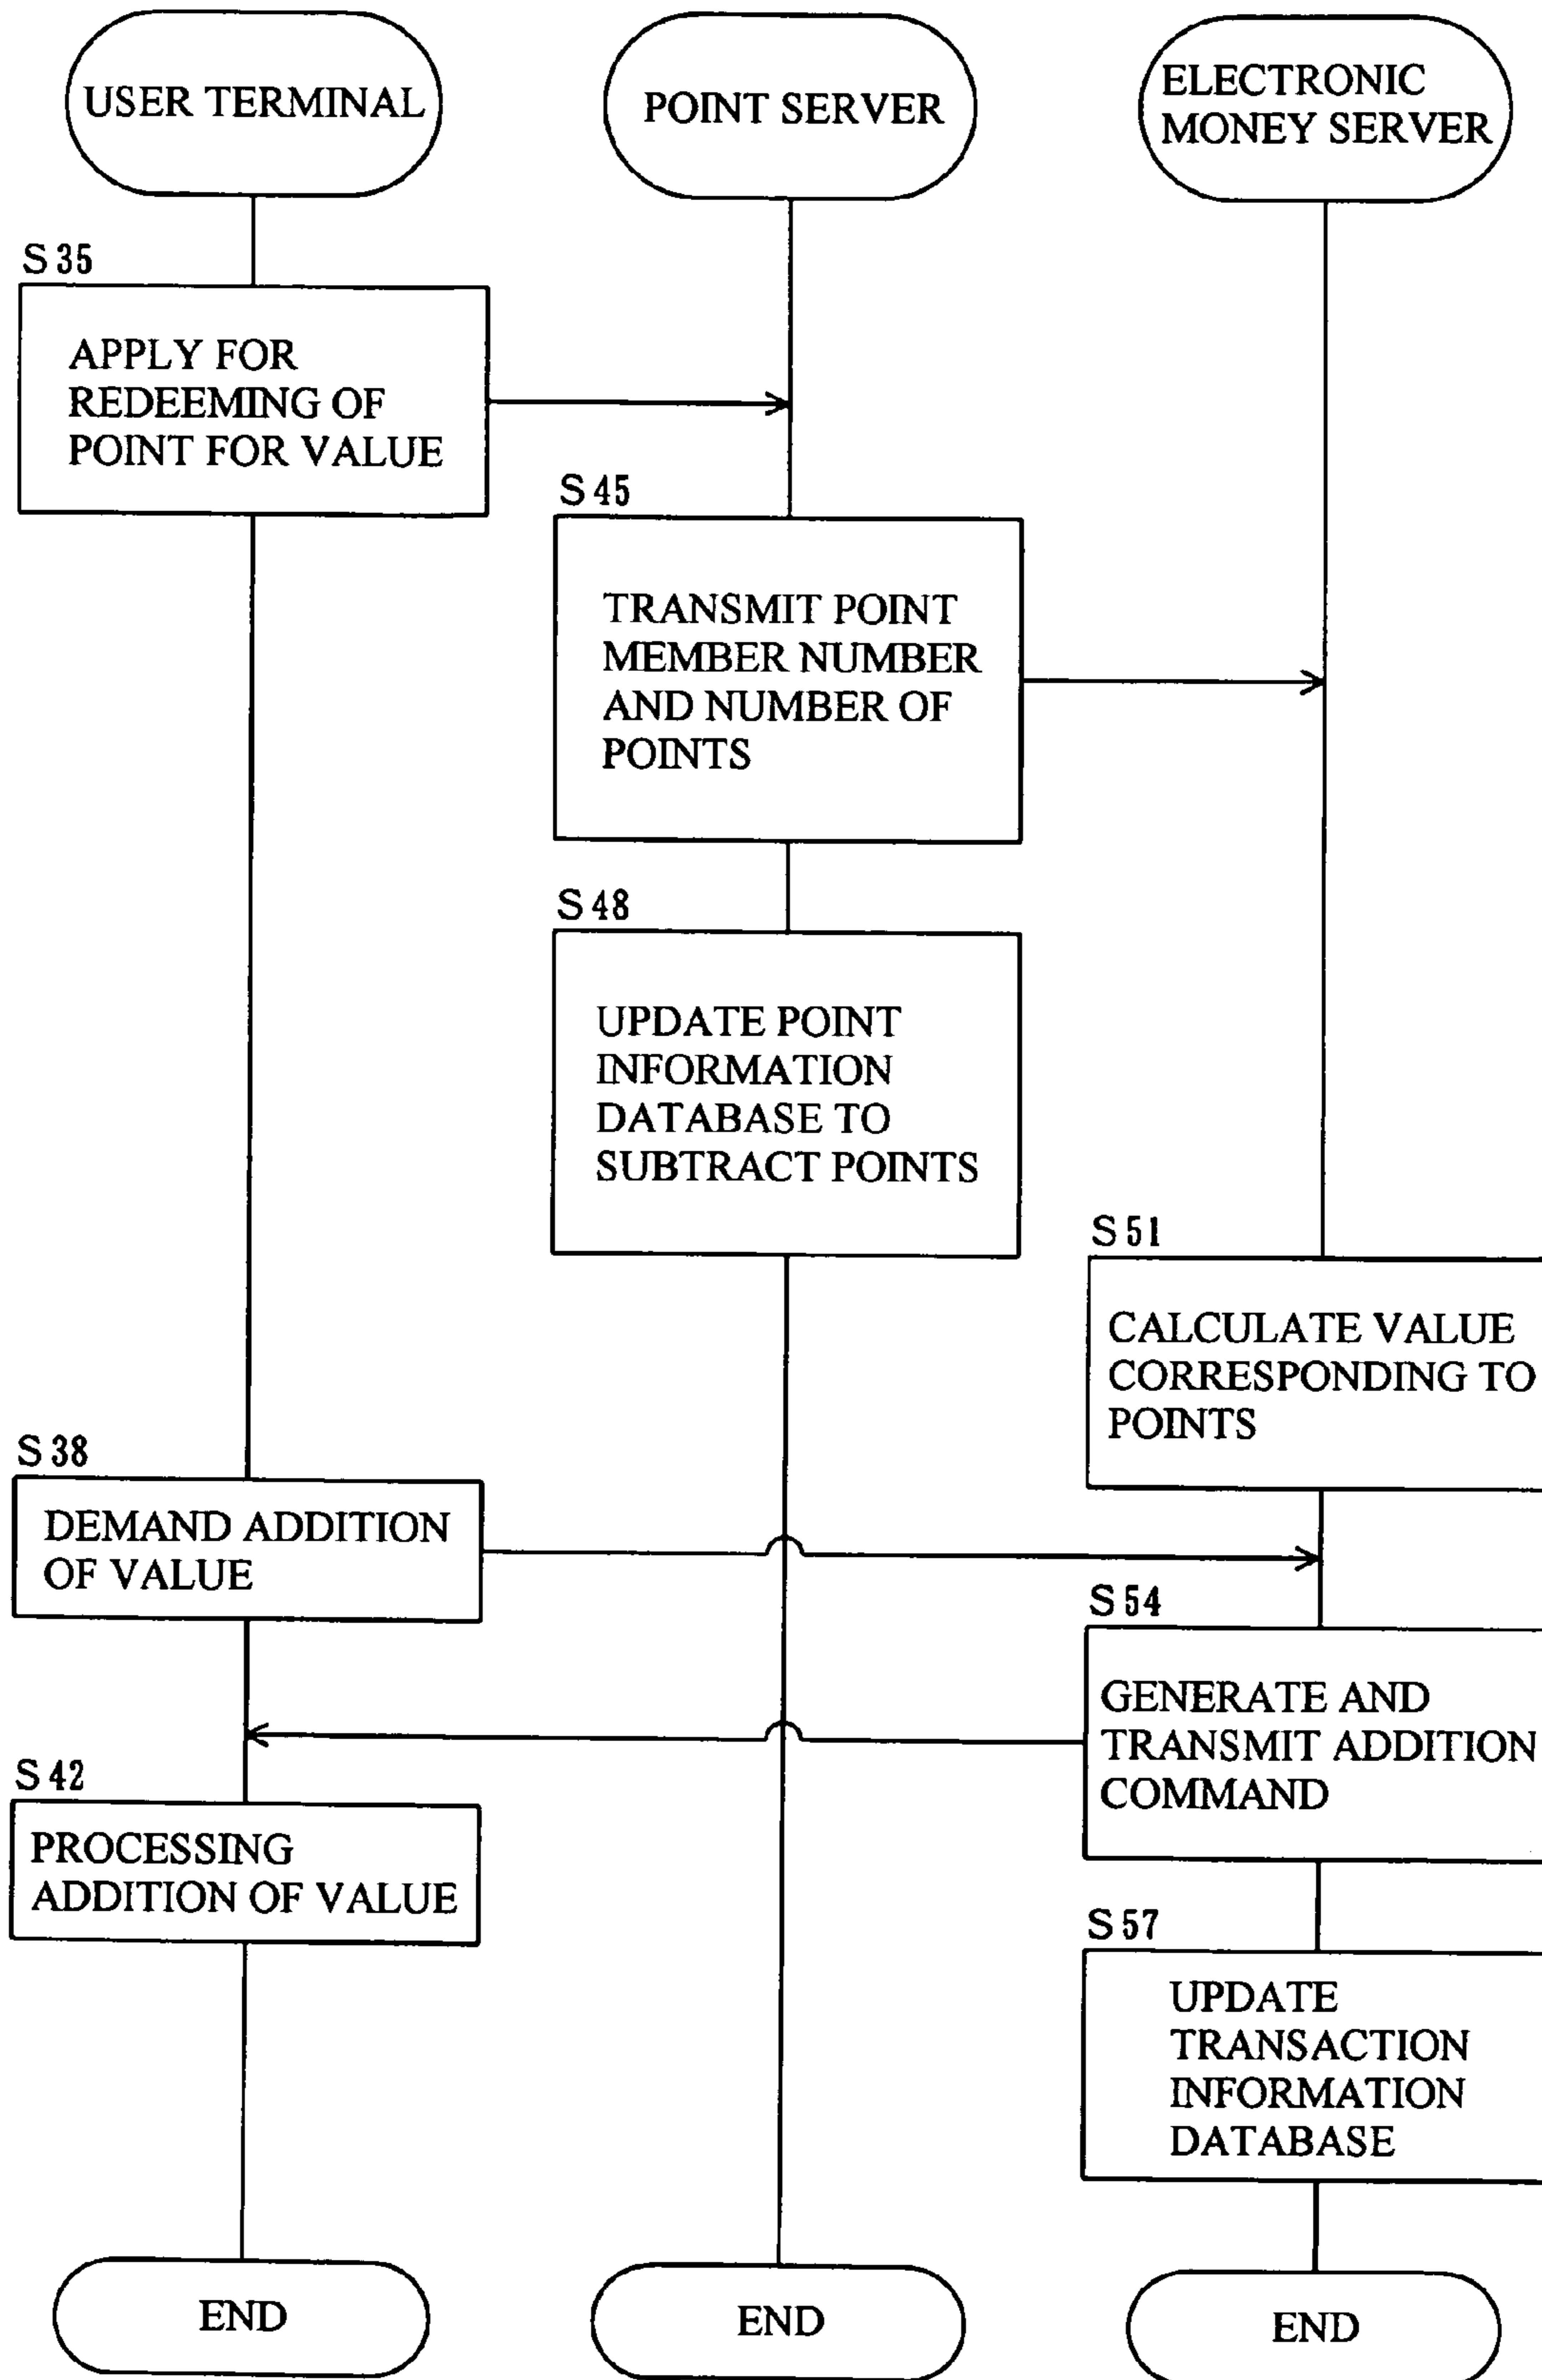 USER TERMINAL
POINT SERVER
ELECTRONIC
MONEY SERVER
S35
APPLY FOR
REDEEMING OF
POINT FOR VALUE
S45
TRANSMIT POINT
MEMBER NUMBER
AND NUMBER OF
POINTS
S48
UPDATE POINT
INFORMATION
DATABASE TO
SUBTRACT POINTS
S51
CALCULATE VALUE
CORRESPONDING TO
POINTS
S38
DEMAND ADDITION
OF VALUE
S54
GENERATE AND
TRANSMIT ADDITION
COMMAND
S42
PROCESSING
ADDITION OF VALUE
S57
UPDATE
TRANSACTION
INFORMATION
DATABASE
END
END
END